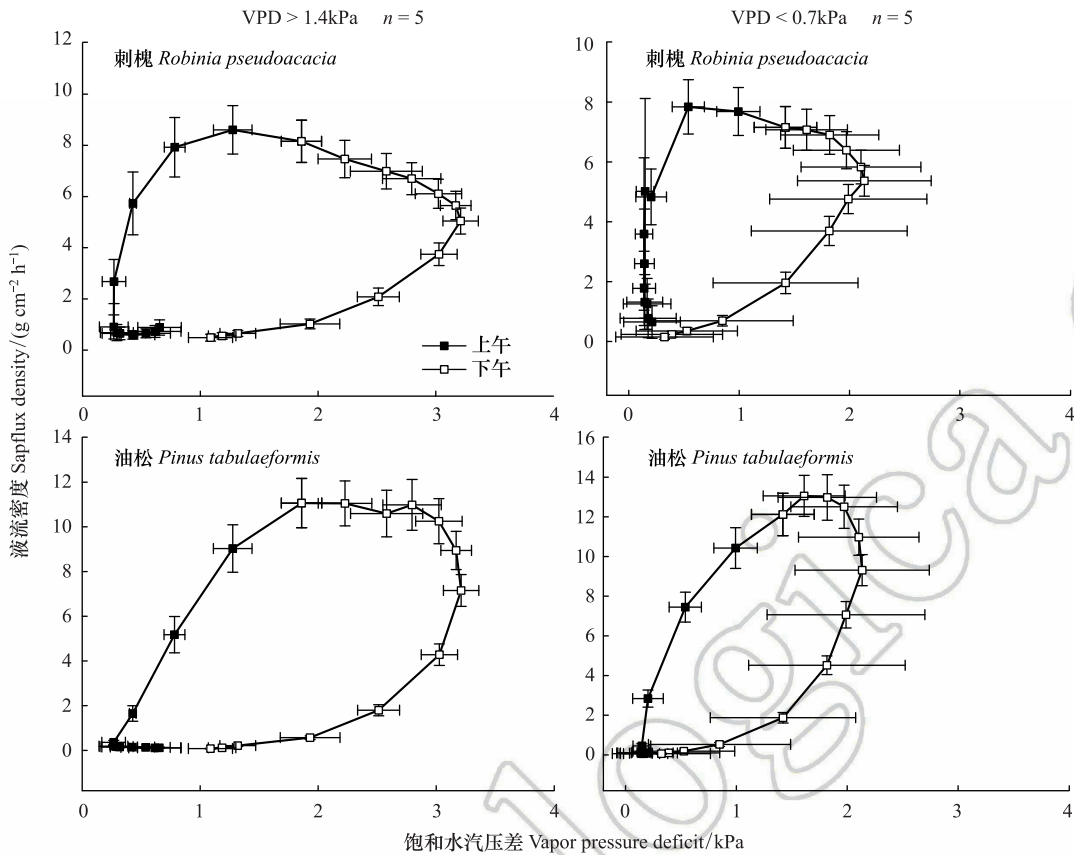 VPD > 1.4kPa n = 5
VPD < 0.7kPa n = 5
刺槐 Robinia pseudoacacia
12
10
8
6
4
2
0
上午
下午
0 1 2 3 4
刺槐 Robinia pseudoacacia
10
8
6
4
2
0
0 1 2 3 4
液流密度 Sapflux density/(g cm⁻² h⁻¹)
油松 Pinus tabulaeformis
14
12
10
8
6
4
2
0
0 1 2 3 4
油松 Pinus tabulaeformis
16
14
12
10
8
6
4
2
0
0 1 2 3 4
饱和水汽压差 Vapor pressure deficit/kPa
logica